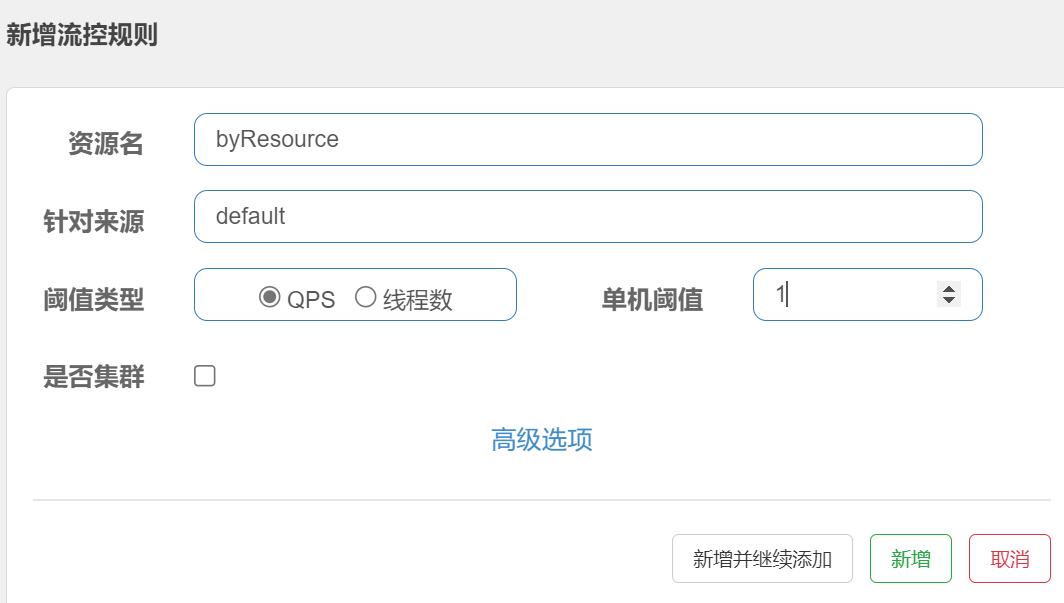 新增流控规则
资源名 byResource
针对来源 default
阈值类型 QPS 线程数 单机阈值 1
是否集群
高级选项
新增并继续添加 新增 取消